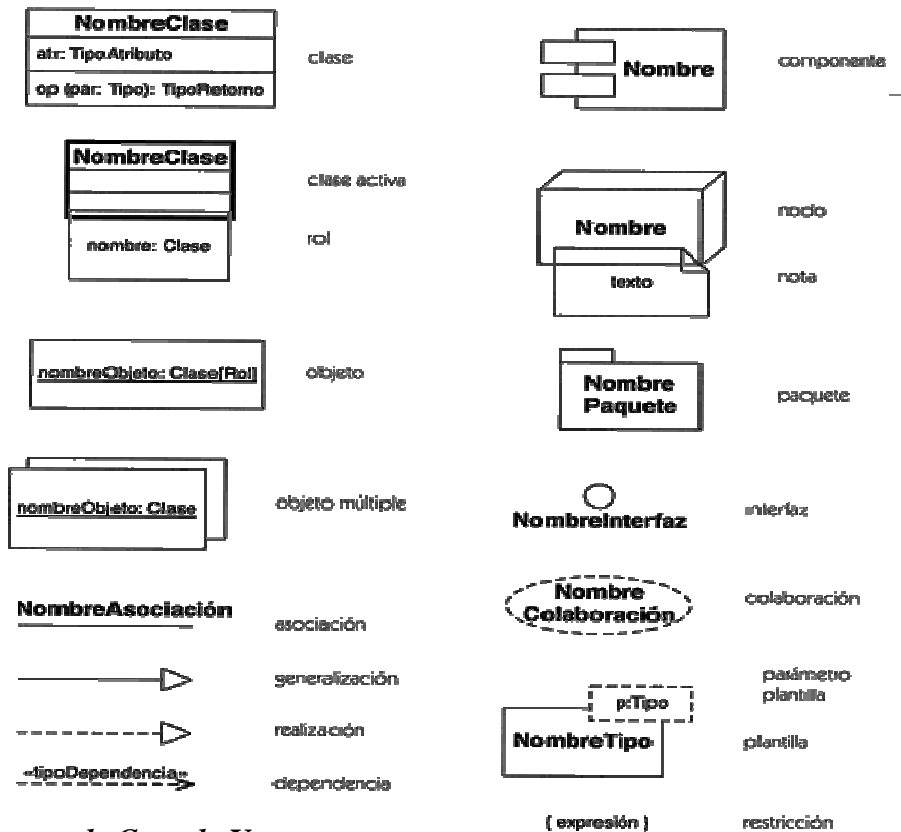 NombreClase
atr: TipoAtributo
op (par: Tipo): TipoRetorno
clase
NombreClase
clase activa
nombre: Clase
rol
nombreObjeto: Clase[Rol]
objeto
nombreObjeto: Clase
objeto múltiple
NombreAsociación
asociación
generalización
realización
«tipoDependencia»
dependencia
Nombre
componente
Nombre
nodo
texto
nota
Nombre
Paquete
paquete
NombreInterfaz
interfaz
Nombre
Colaboración
colaboración
p:Tipo
parámetro
plantilla
NombreTipo
plantilla
{ expresión }
restricción